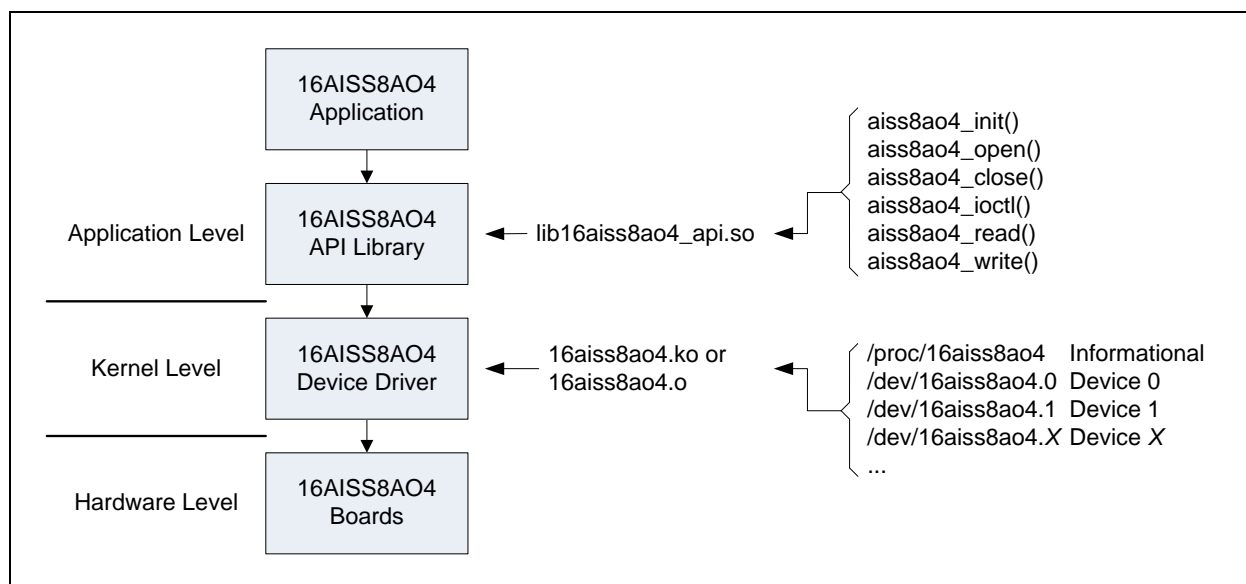 16AISS8AO4
Application
Application Level
16AISS8AO4
API Library
lib16aiss8ao4_api.so
aiss8ao4_init()
aiss8ao4_open()
aiss8ao4_close()
aiss8ao4_ioctl()
aiss8ao4_read()
aiss8ao4_write()
Kernel Level
16AISS8AO4
Device Driver
16aiss8ao4.ko or
16aiss8ao4.o
/proc/16aiss8ao4 Informational
/dev/16aiss8ao4.0 Device 0
/dev/16aiss8ao4.1 Device 1
/dev/16aiss8ao4.X Device X
...
Hardware Level
16AISS8AO4
Boards